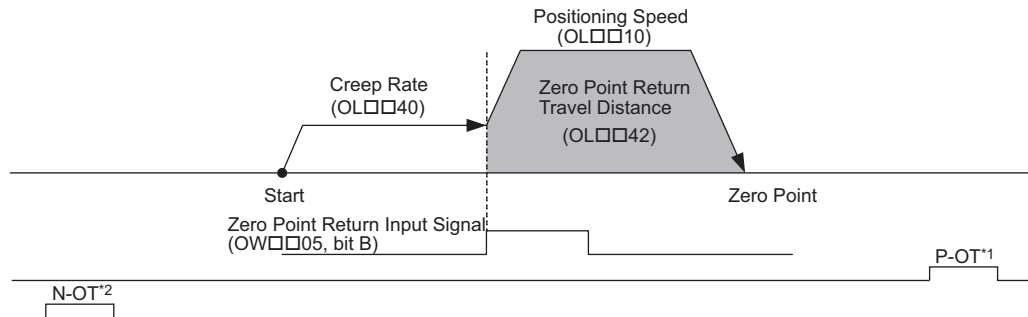 Positioning Speed
(OL□□10)
Creep Rate
(OL□□40)
Zero Point Return
Travel Distance
(OL□□42)
Start
Zero Point
Zero Point Return Input Signal
(OW□□05, bit B)
P-OT*1
N-OT*2